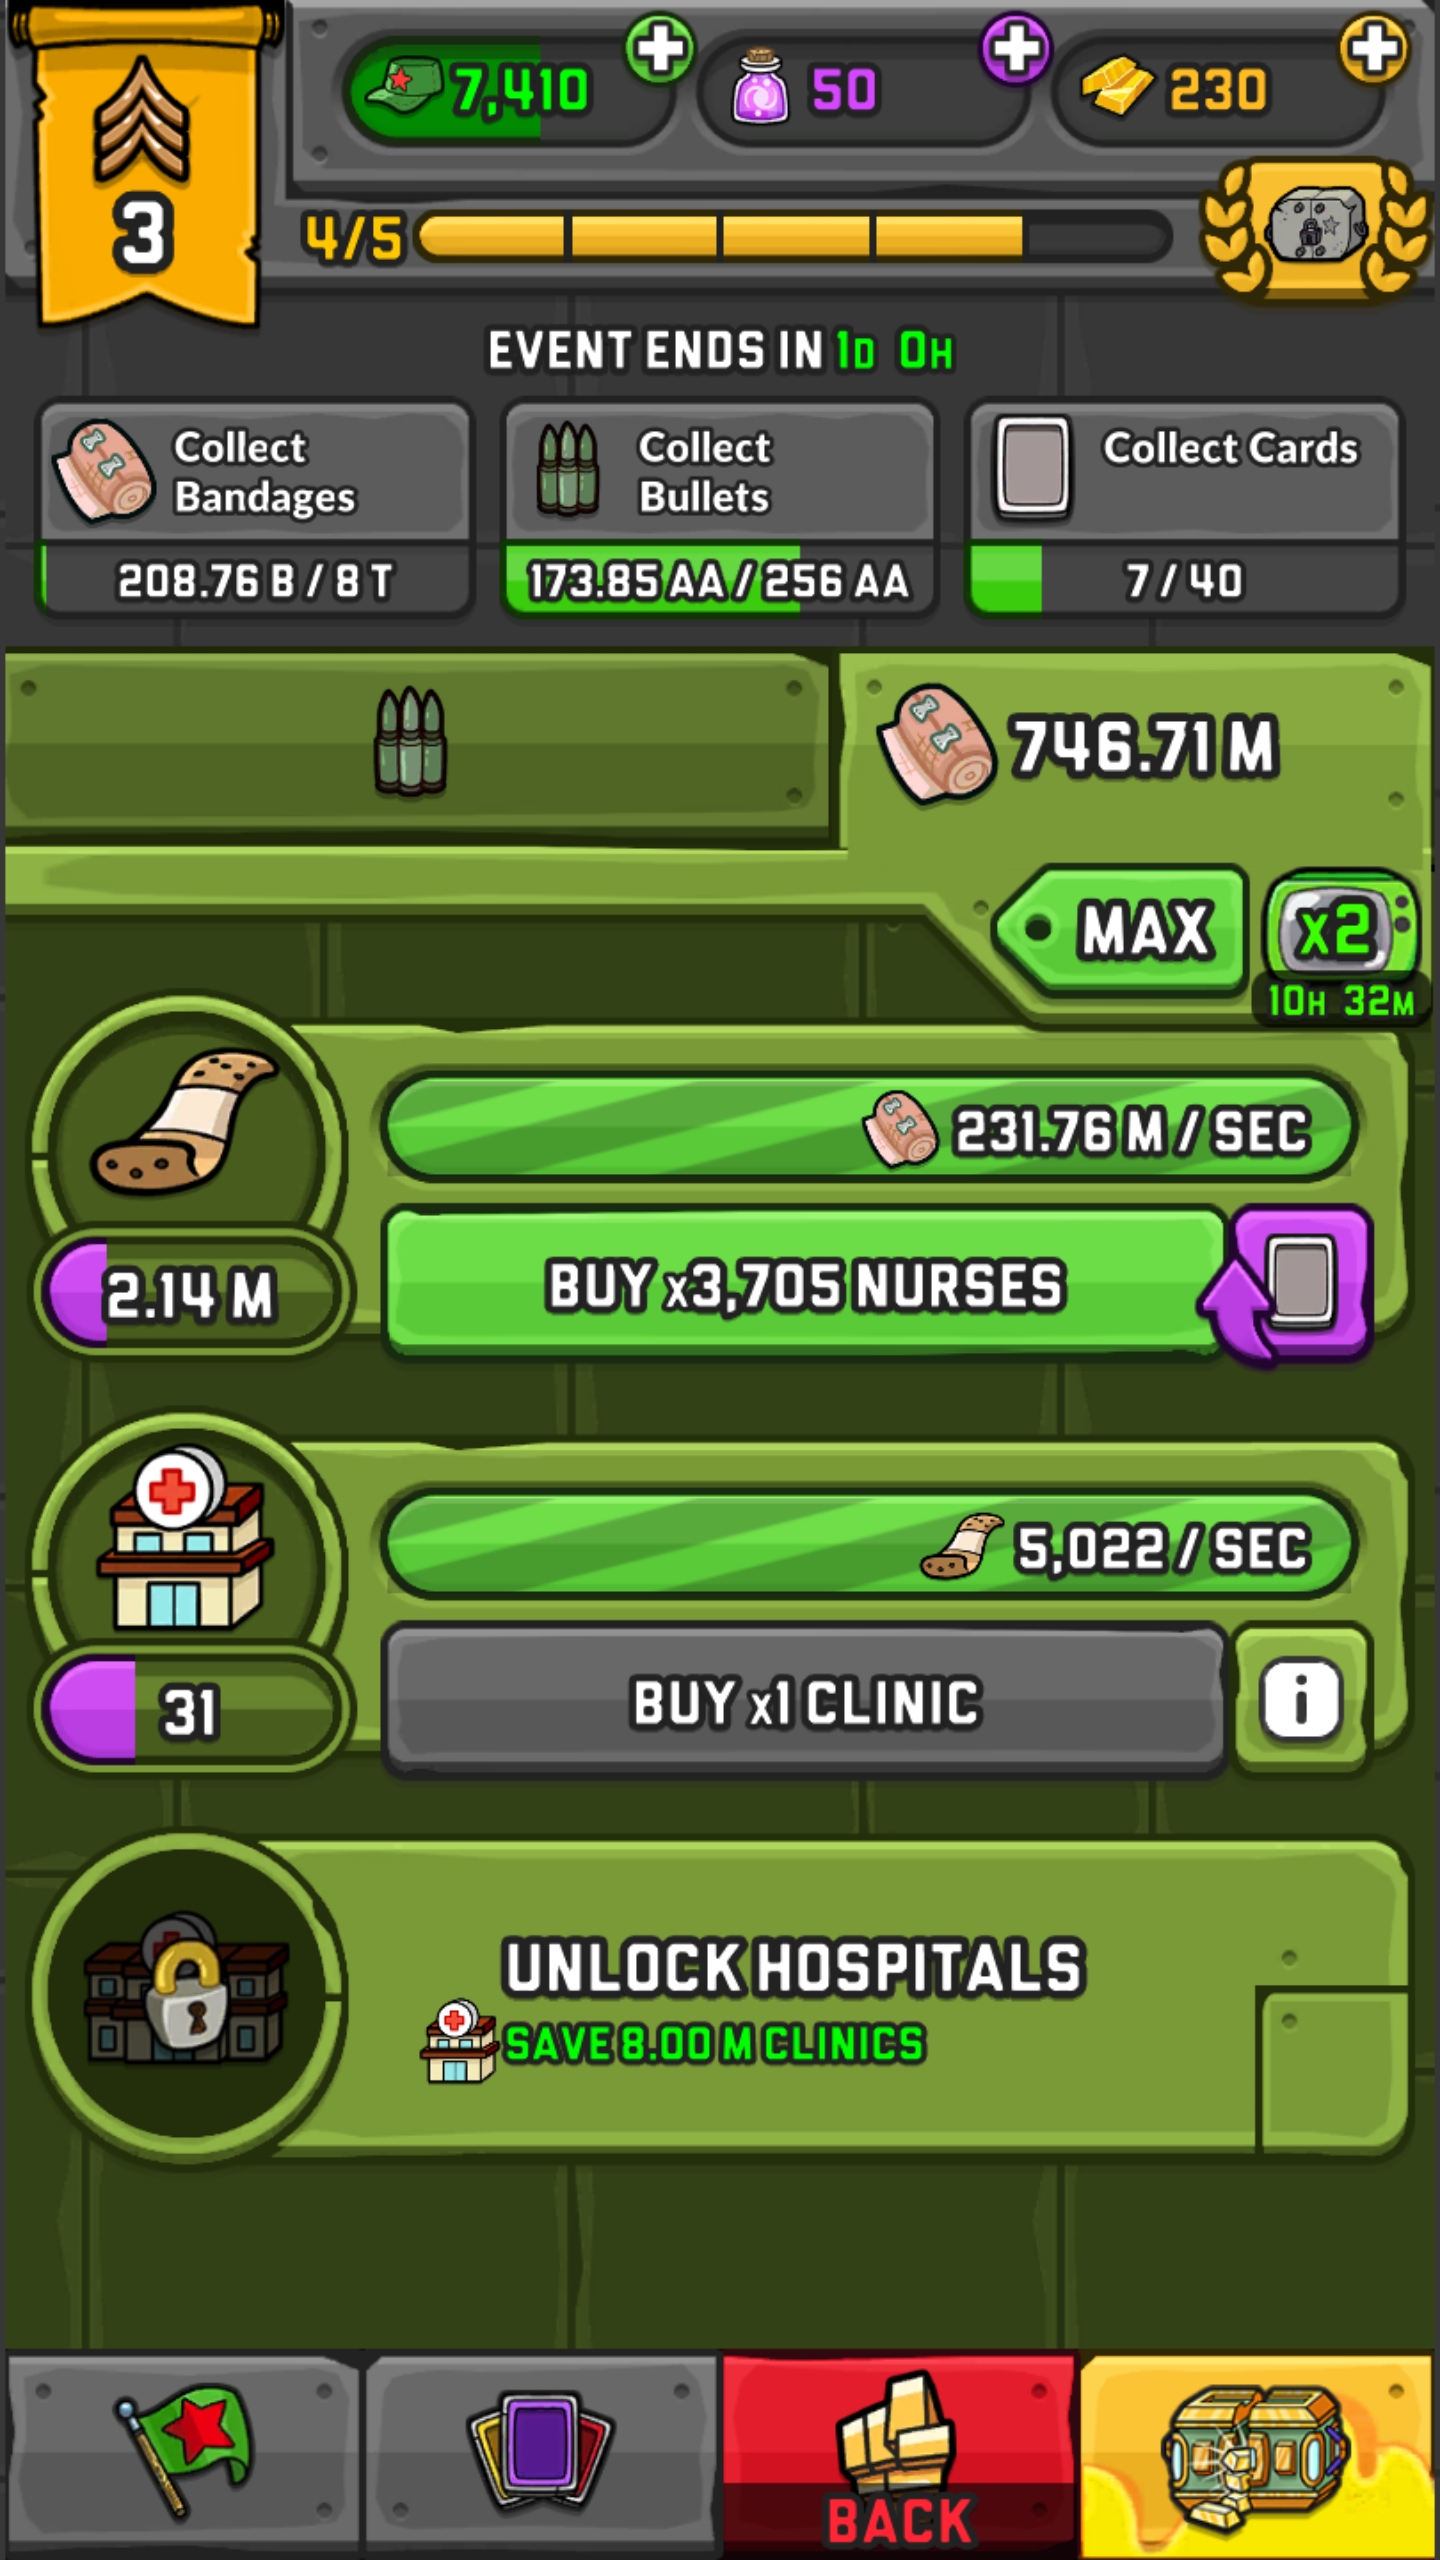 7,410
50
230
3
4/5
EVENT ENDS IN 1D 0H
Collect
Bandages
208.76 B / 8 T
Collect
Bullets
173.85 AA / 256 AA
Collect Cards
7 / 40
746.71 M
MAX
x2
10H 32M
231.76 M / SEC
2.14 M
BUY x3,705 NURSES
5,022 / SEC
31
BUY x1 CLINIC
i
UNLOCK HOSPITALS
SAVE 8.00 M CLINICS
BACK